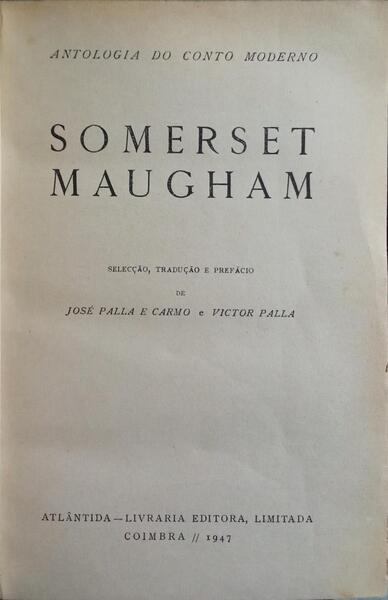 ANTOLOGIA DO CONTO MODERNO
SOMERSET
MAUGHAM
SELECÇÃO, TRADUÇÃO E PREFÁCIO
DE
JOSÉ PALLA E CARMO e VICTOR PALLA
ATLÂNTIDA—LIVRARIA EDITORA, LIMITADA
COIMBRA // 1947